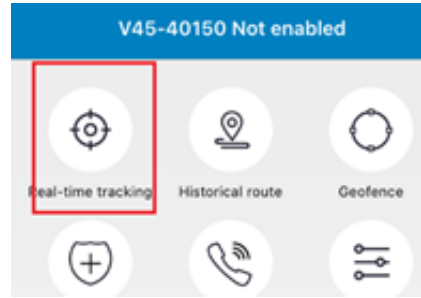 V45-40150 Not enabled
Real-time tracking Historical route Geofence